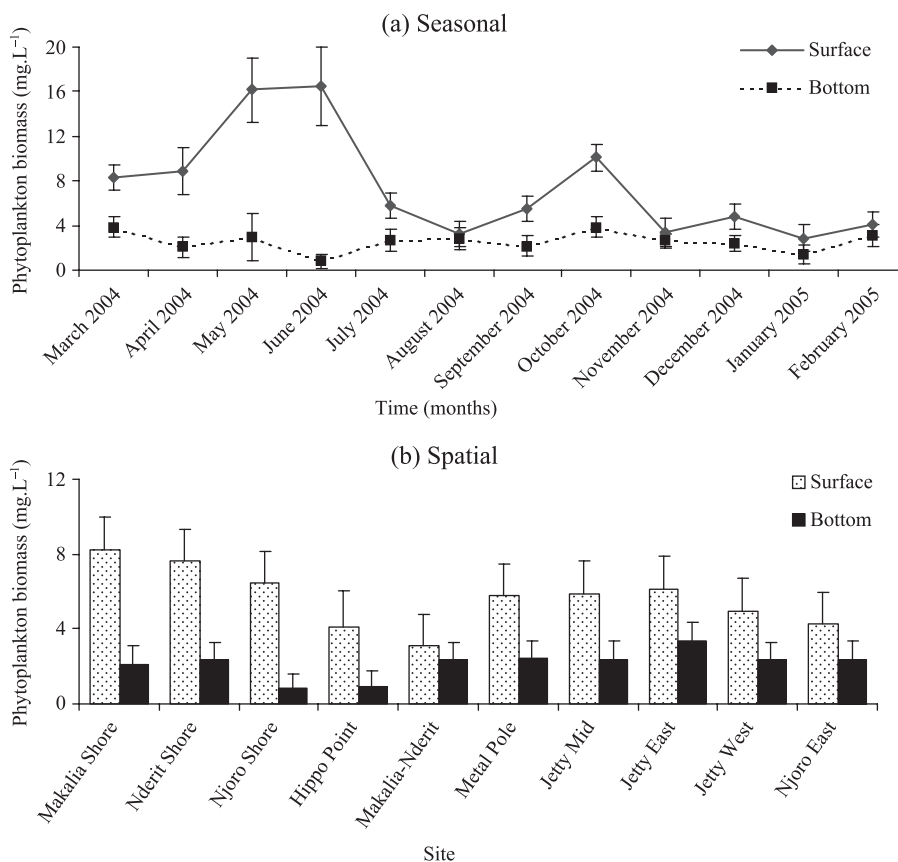 (a) Seasonal
Phytoplankton biomass (mg.L⁻¹)
20
16
12
8
4
0
Surface
Bottom
March 2004
April 2004
May 2004
June 2004
July 2004
August 2004
September 2004
October 2004
November 2004
December 2004
January 2005
February 2005
Time (months)
(b) Spatial
Phytoplankton biomass (mg.L⁻¹)
12
8
4
0
Surface
Bottom
Makalia Shore
Nderit Shore
Njoro Shore
Hippo Point
Makalia-Nderit
Metal Pole
Jetty Mid
Jetty East
Jetty West
Njoro East
Site